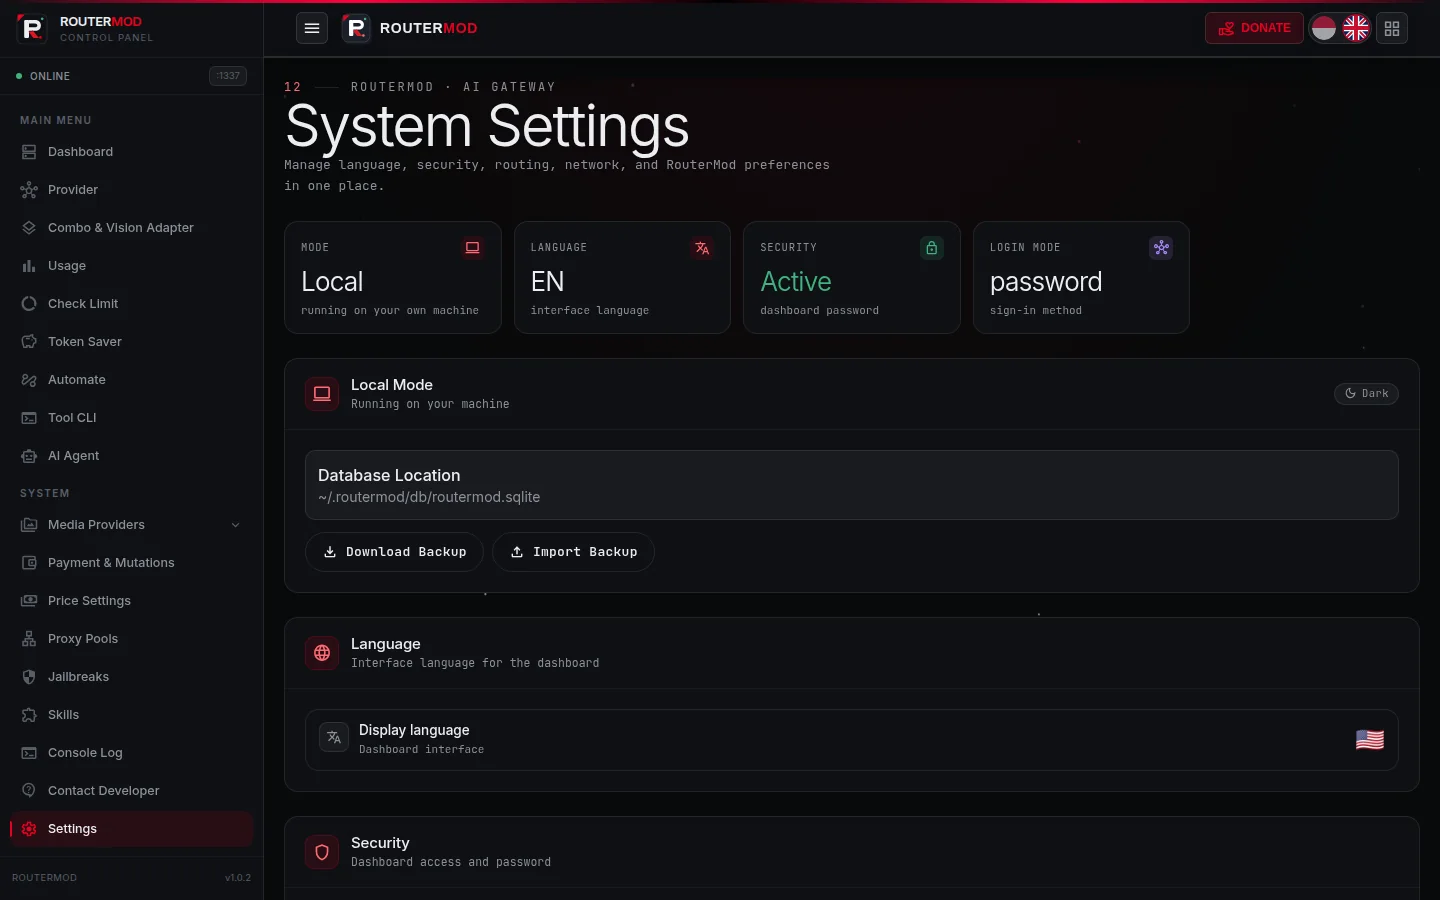 ROUTERMOD
CONTROL PANEL
ONLINE
:1337
MAIN MENU
Dashboard
Provider
Combo & Vision Adapter
Usage
Check Limit
Token Saver
Automate
Tool CLI
AI Agent
SYSTEM
Media Providers
Payment & Mutations
Price Settings
Proxy Pools
Jailbreaks
Skills
Console Log
Contact Developer
Settings
ROUTERMOD
v1.0.2
ROUTERMOD
DONATE
12 ROUTERMOD · AI GATEWAY
System Settings
Manage language, security, routing, network, and RouterMod preferences
in one place.
MODE
Local
running on your own machine
LANGUAGE
EN
interface language
SECURITY
Active
dashboard password
LOGIN MODE
password
sign-in method
Local Mode
Running on your machine
Dark
Database Location
~/.routermod/db/routermod.sqlite
Download Backup
Import Backup
Language
Interface language for the dashboard
Display language
Dashboard interface
Security
Dashboard access and password